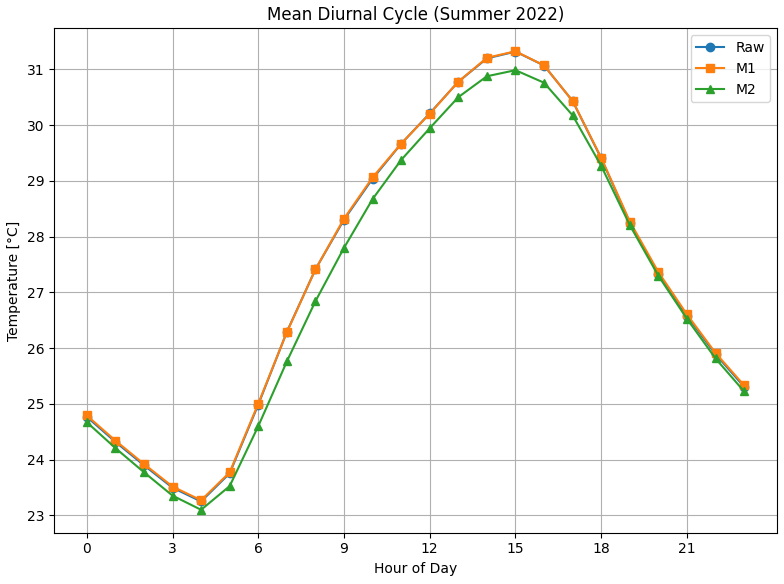 Mean Diurnal Cycle (Summer 2022)
Raw
M1
M2
Temperature [°C]
31
30
29
28
27
26
25
24
23
0 3 6 9 12 15 18 21
Hour of Day